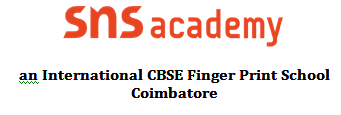 sns academy
an International CBSE Finger Print School
Coimbatore